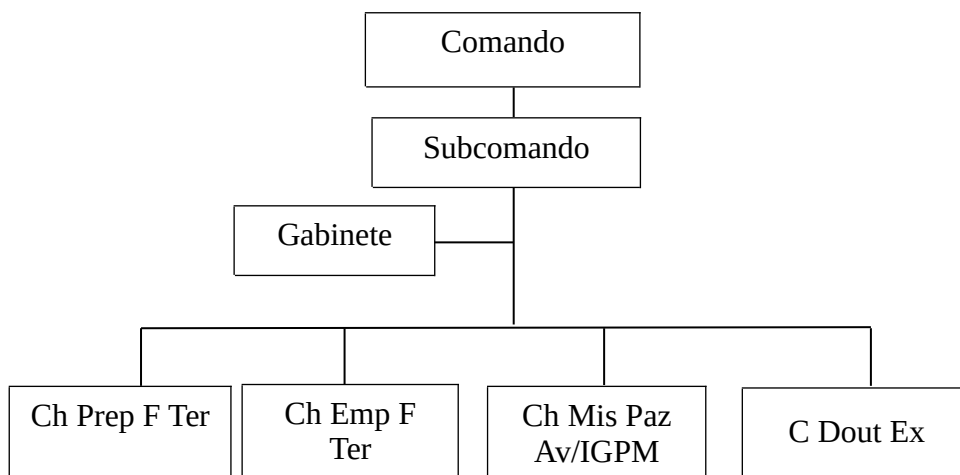 Comando
Subcomando
Gabinete
Ch Prep F Ter
Ch Emp F
Ter
Ch Mis Paz
Av/IGPM
C Dout Ex